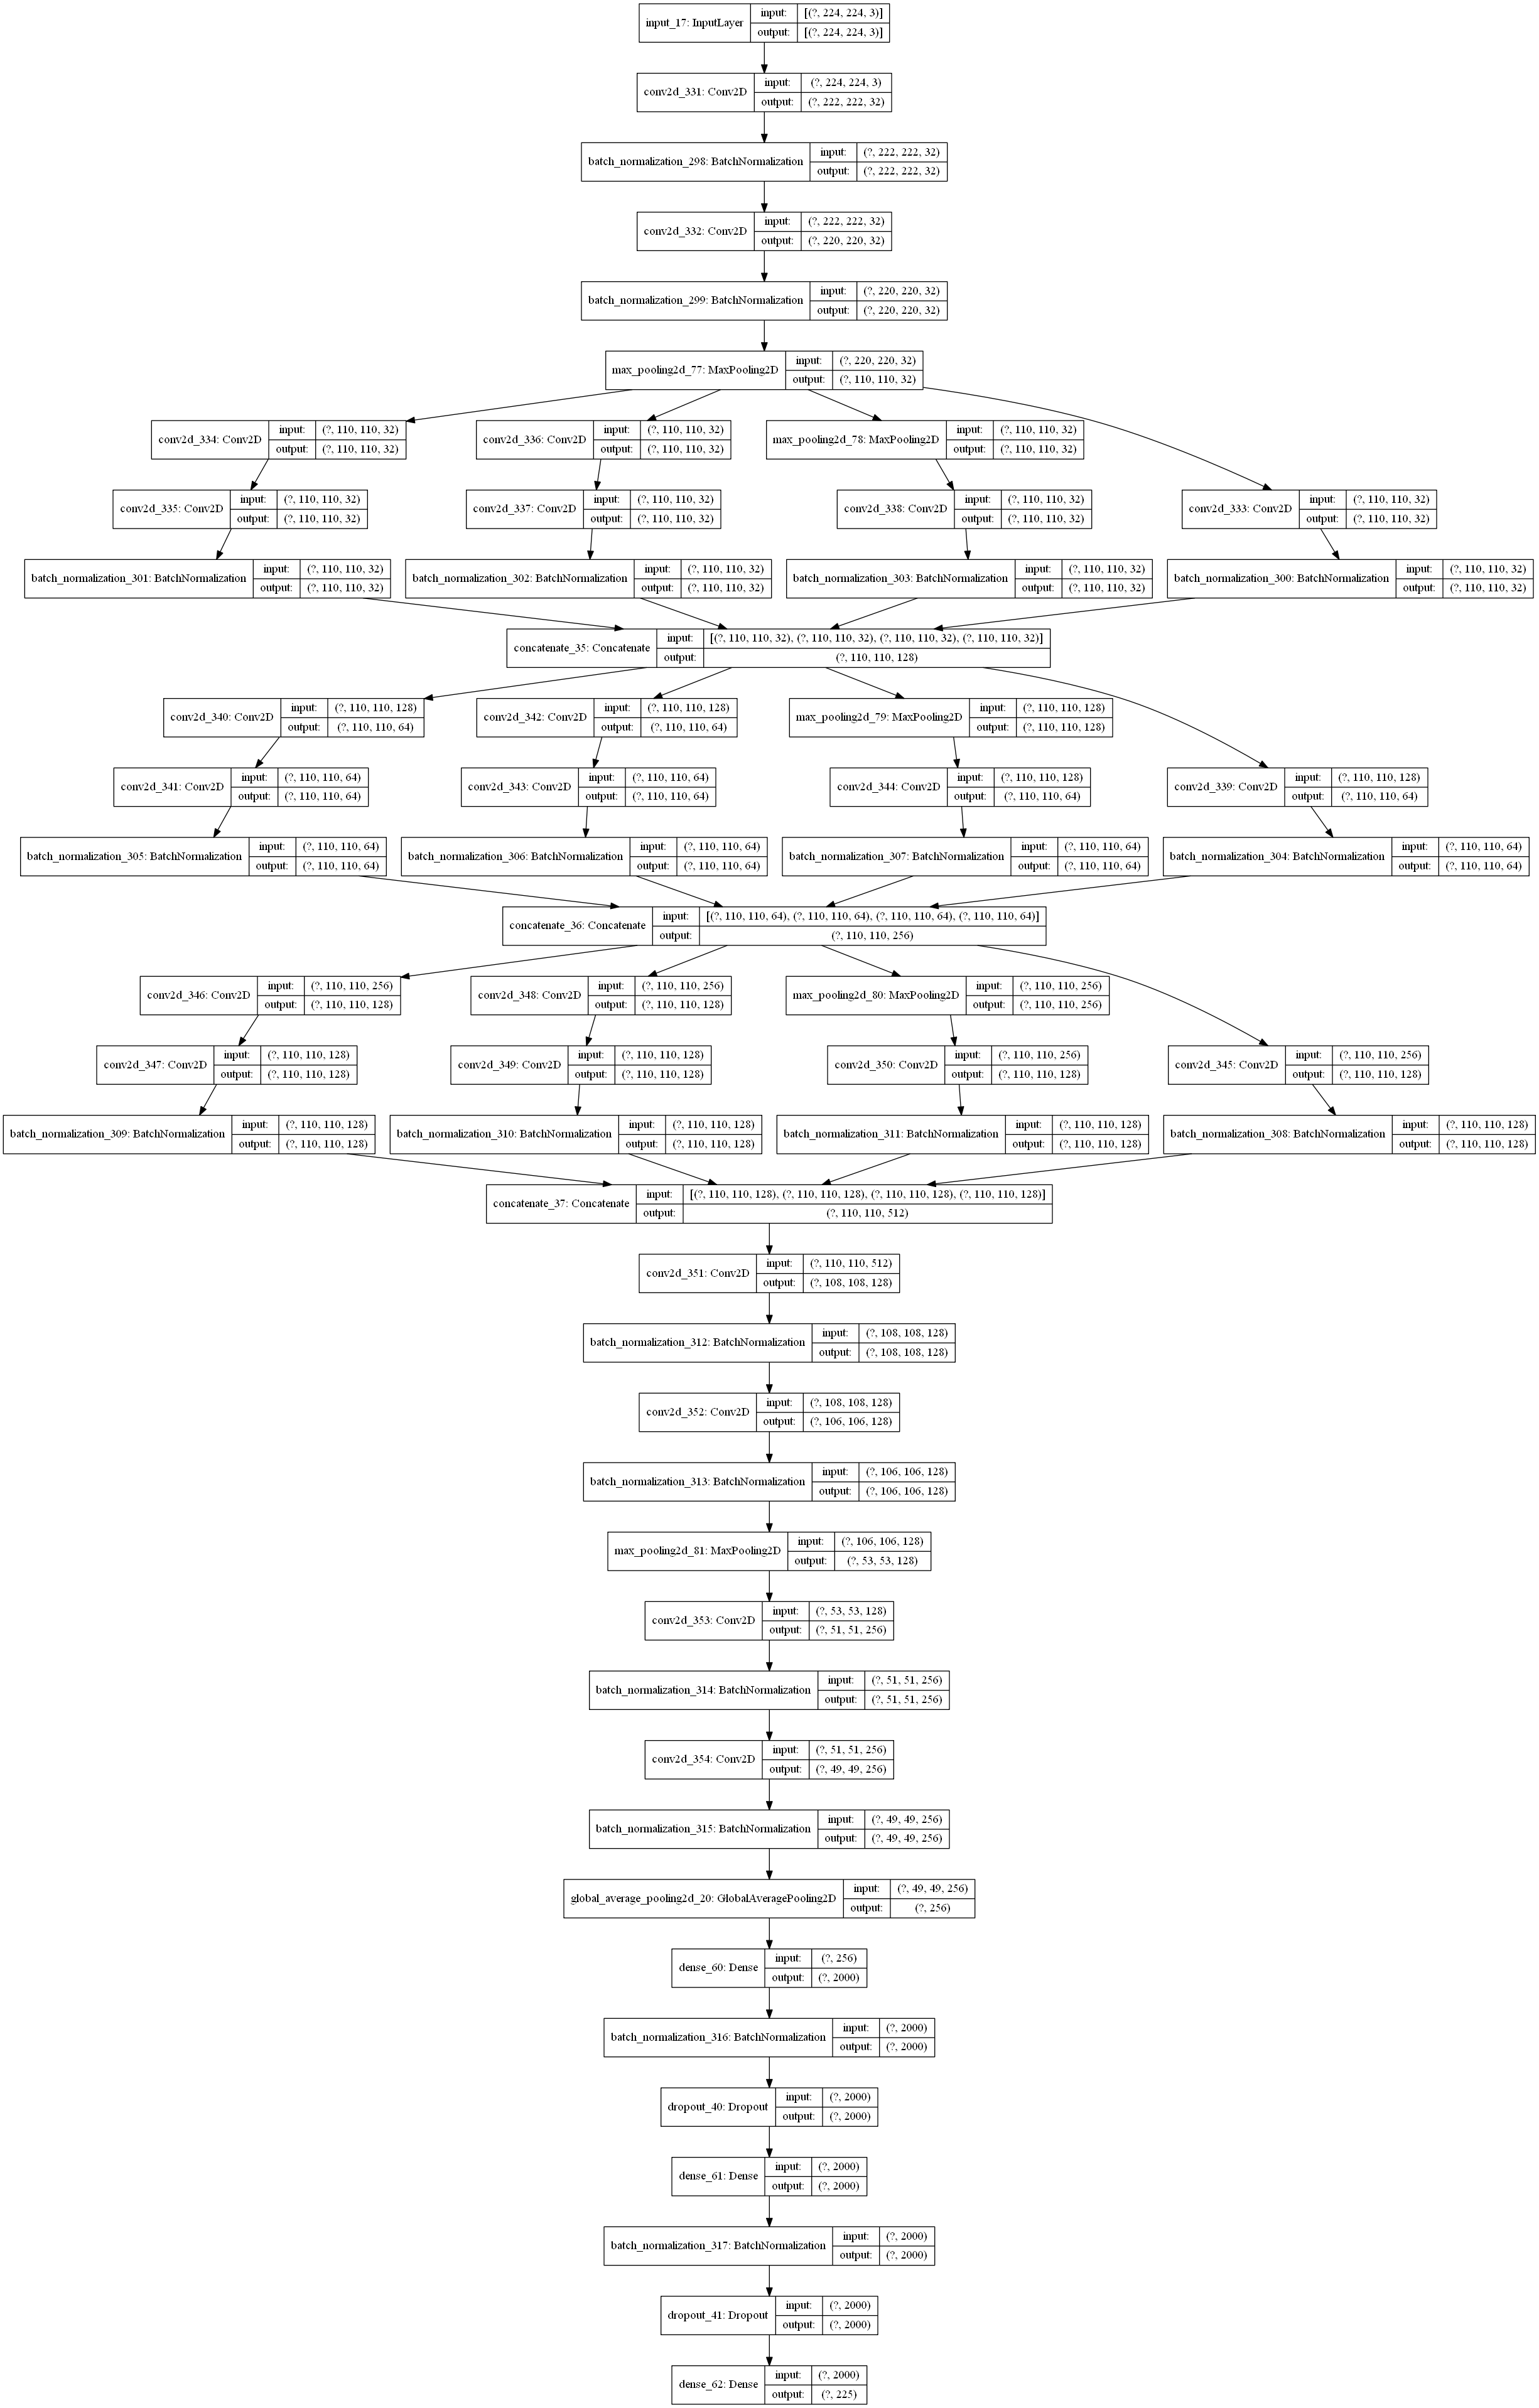 input_17: InputLayer
input: [(?, 224, 224, 3)]
output: [(?, 224, 224, 3)]
conv2d_331: Conv2D
input: (?, 224, 224, 3)
output: (?, 222, 222, 32)
batch_normalization_298: BatchNormalization
input: (?, 222, 222, 32)
output: (?, 222, 222, 32)
conv2d_332: Conv2D
input: (?, 222, 222, 32)
output: (?, 220, 220, 32)
batch_normalization_299: BatchNormalization
input: (?, 220, 220, 32)
output: (?, 220, 220, 32)
max_pooling2d_77: MaxPooling2D
input: (?, 220, 220, 32)
output: (?, 110, 110, 32)
conv2d_334: Conv2D
input: (?, 110, 110, 32)
output: (?, 110, 110, 32)
conv2d_336: Conv2D
input: (?, 110, 110, 32)
output: (?, 110, 110, 32)
max_pooling2d_78: MaxPooling2D
input: (?, 110, 110, 32)
output: (?, 110, 110, 32)
conv2d_335: Conv2D
input: (?, 110, 110, 32)
output: (?, 110, 110, 32)
conv2d_337: Conv2D
input: (?, 110, 110, 32)
output: (?, 110, 110, 32)
conv2d_338: Conv2D
input: (?, 110, 110, 32)
output: (?, 110, 110, 32)
conv2d_333: Conv2D
input: (?, 110, 110, 32)
output: (?, 110, 110, 32)
batch_normalization_301: BatchNormalization
input: (?, 110, 110, 32)
output: (?, 110, 110, 32)
batch_normalization_302: BatchNormalization
input: (?, 110, 110, 32)
output: (?, 110, 110, 32)
batch_normalization_303: BatchNormalization
input: (?, 110, 110, 32)
output: (?, 110, 110, 32)
batch_normalization_300: BatchNormalization
input: (?, 110, 110, 32)
output: (?, 110, 110, 32)
concatenate_35: Concatenate
input: [(?, 110, 110, 32), (?, 110, 110, 32), (?, 110, 110, 32), (?, 110, 110, 32)]
output: (?, 110, 110, 128)
conv2d_340: Conv2D
input: (?, 110, 110, 128)
output: (?, 110, 110, 64)
conv2d_342: Conv2D
input: (?, 110, 110, 128)
output: (?, 110, 110, 64)
max_pooling2d_79: MaxPooling2D
input: (?, 110, 110, 128)
output: (?, 110, 110, 128)
conv2d_341: Conv2D
input: (?, 110, 110, 64)
output: (?, 110, 110, 64)
conv2d_343: Conv2D
input: (?, 110, 110, 64)
output: (?, 110, 110, 64)
conv2d_344: Conv2D
input: (?, 110, 110, 128)
output: (?, 110, 110, 64)
conv2d_339: Conv2D
input: (?, 110, 110, 128)
output: (?, 110, 110, 64)
batch_normalization_305: BatchNormalization
input: (?, 110, 110, 64)
output: (?, 110, 110, 64)
batch_normalization_306: BatchNormalization
input: (?, 110, 110, 64)
output: (?, 110, 110, 64)
batch_normalization_307: BatchNormalization
input: (?, 110, 110, 64)
output: (?, 110, 110, 64)
batch_normalization_304: BatchNormalization
input: (?, 110, 110, 64)
output: (?, 110, 110, 64)
concatenate_36: Concatenate
input: [(?, 110, 110, 64), (?, 110, 110, 64), (?, 110, 110, 64), (?, 110, 110, 64)]
output: (?, 110, 110, 256)
conv2d_346: Conv2D
input: (?, 110, 110, 256)
output: (?, 110, 110, 128)
conv2d_348: Conv2D
input: (?, 110, 110, 256)
output: (?, 110, 110, 128)
max_pooling2d_80: MaxPooling2D
input: (?, 110, 110, 256)
output: (?, 110, 110, 256)
conv2d_347: Conv2D
input: (?, 110, 110, 128)
output: (?, 110, 110, 128)
conv2d_349: Conv2D
input: (?, 110, 110, 128)
output: (?, 110, 110, 128)
conv2d_350: Conv2D
input: (?, 110, 110, 256)
output: (?, 110, 110, 128)
conv2d_345: Conv2D
input: (?, 110, 110, 256)
output: (?, 110, 110, 128)
batch_normalization_309: BatchNormalization
input: (?, 110, 110, 128)
output: (?, 110, 110, 128)
batch_normalization_310: BatchNormalization
input: (?, 110, 110, 128)
output: (?, 110, 110, 128)
batch_normalization_311: BatchNormalization
input: (?, 110, 110, 128)
output: (?, 110, 110, 128)
batch_normalization_308: BatchNormalization
input: (?, 110, 110, 128)
output: (?, 110, 110, 128)
concatenate_37: Concatenate
input: [(?, 110, 110, 128), (?, 110, 110, 128), (?, 110, 110, 128), (?, 110, 110, 128)]
output: (?, 110, 110, 512)
conv2d_351: Conv2D
input: (?, 110, 110, 512)
output: (?, 108, 108, 128)
batch_normalization_312: BatchNormalization
input: (?, 108, 108, 128)
output: (?, 108, 108, 128)
conv2d_352: Conv2D
input: (?, 108, 108, 128)
output: (?, 106, 106, 128)
batch_normalization_313: BatchNormalization
input: (?, 106, 106, 128)
output: (?, 106, 106, 128)
max_pooling2d_81: MaxPooling2D
input: (?, 106, 106, 128)
output: (?, 53, 53, 128)
conv2d_353: Conv2D
input: (?, 53, 53, 128)
output: (?, 51, 51, 256)
batch_normalization_314: BatchNormalization
input: (?, 51, 51, 256)
output: (?, 51, 51, 256)
conv2d_354: Conv2D
input: (?, 51, 51, 256)
output: (?, 49, 49, 256)
batch_normalization_315: BatchNormalization
input: (?, 49, 49, 256)
output: (?, 49, 49, 256)
global_average_pooling2d_20: GlobalAveragePooling2D
input: (?, 49, 49, 256)
output: (?, 256)
dense_60: Dense
input: (?, 256)
output: (?, 2000)
batch_normalization_316: BatchNormalization
input: (?, 2000)
output: (?, 2000)
dropout_40: Dropout
input: (?, 2000)
output: (?, 2000)
dense_61: Dense
input: (?, 2000)
output: (?, 2000)
batch_normalization_317: BatchNormalization
input: (?, 2000)
output: (?, 2000)
dropout_41: Dropout
input: (?, 2000)
output: (?, 2000)
dense_62: Dense
input: (?, 2000)
output: (?, 225)